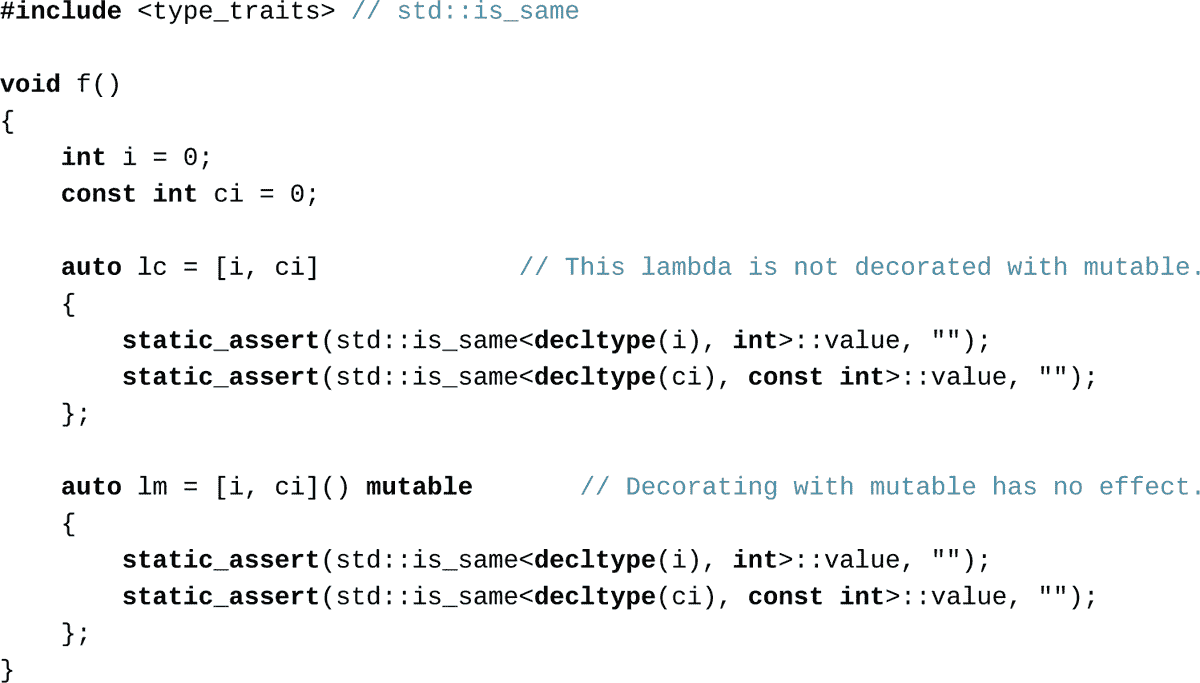 #include <type_traits> // std::is_same
void f()
{
    int i = 0;
    const int ci = 0;
    auto lc = [i, ci]             // This lambda is not decorated with mutable.
    {
        static_assert(std::is_same<decltype(i), int>::value, "");
        static_assert(std::is_same<decltype(ci), const int>::value, "");
    };
    auto lm = [i, ci]() mutable       // Decorating with mutable has no effect.
    {
        static_assert(std::is_same<decltype(i), int>::value, "");
        static_assert(std::is_same<decltype(ci), const int>::value, "");
    };
}